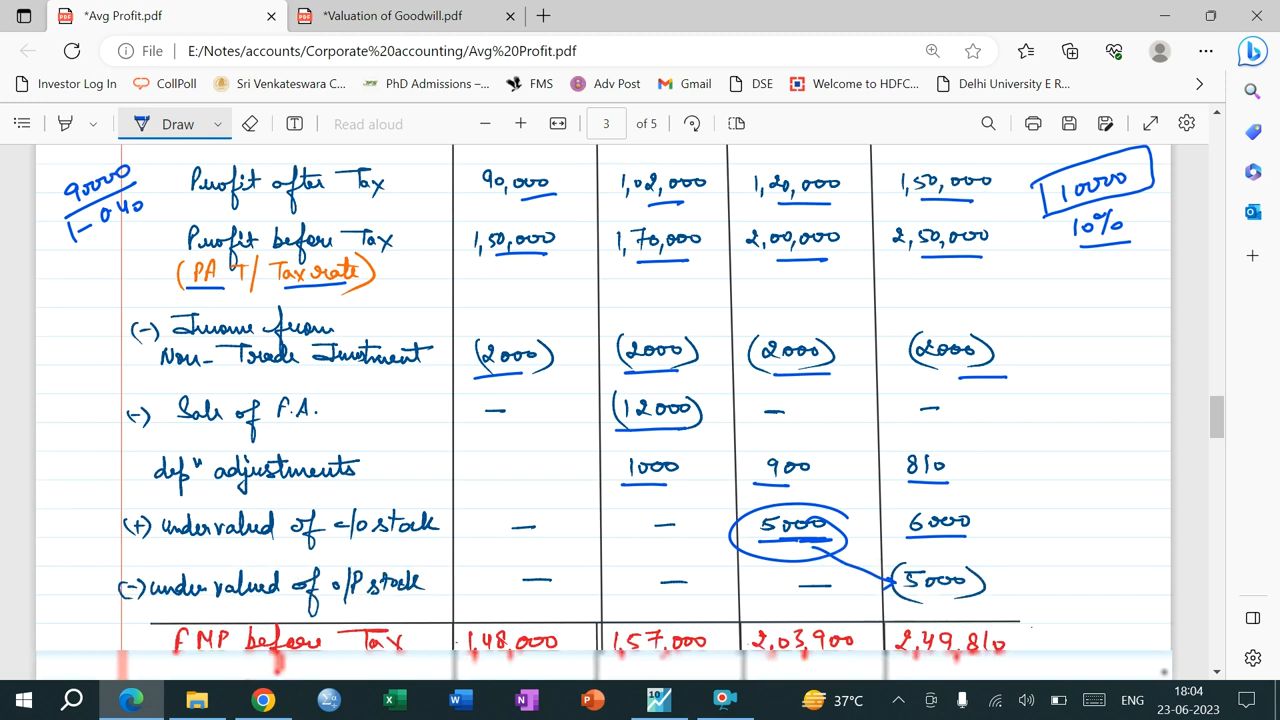 *Avg Profit.pdf
*Valuation of Goodwill.pdf
File E:/Notes/accounts/Corporate%20accounting/Avg%20Profit.pdf
Investor Log In CollPoll Sri Venkateswara C... PhD Admissions –... FMS Adv Post Gmail DSE Welcome to HDFC... Delhi University E R...
Draw Read aloud 3 of 5
90000 / 1-0.40
Profit after Tax 90,000 1,02,000 1,20,000 1,50,000
10000
10%
Profit before Tax 1,50,000 1,70,000 2,00,000 2,50,000
(PAT/Tax rate)
(-) Income from
Non-Trade Investment (2000) (2000) (2000) (2000)
(-) Sale of F.A. — (12000) — —
depn adjustments 1000 900 810
(+) undervalued of c/o stock — — 5000 6000
(-) undervalued of o/P stock — — — (5000)
FMP before Tax 1,48,000 1,57,000 2,03,900 2,49,810
37°C ENG 18:04
23-06-2023